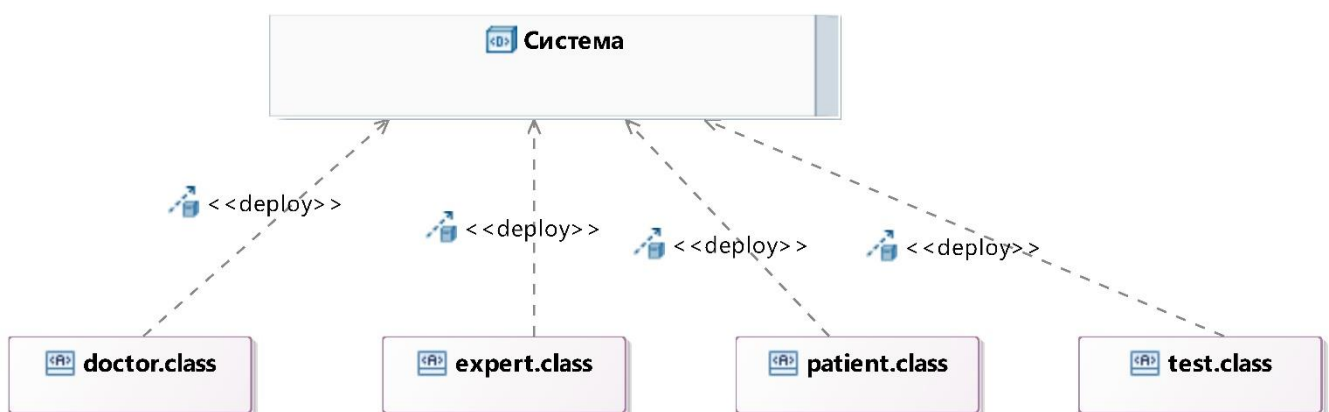 Система
<<deploy>>
<<deploy>>
<<deploy>>
<<deploy>>
doctor.class
expert.class
patient.class
test.class